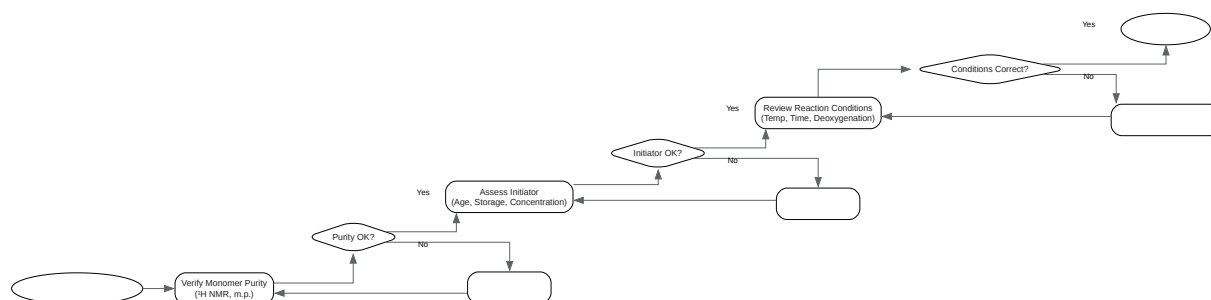 Verify Monomer Purity
(¹H NMR, m.p.)
Purity OK?
Yes
No
Assess Initiator
(Age, Storage, Concentration)
Initiator OK?
Yes
No
Review Reaction Conditions
(Temp, Time, Deoxygenation)
Conditions Correct?
Yes
No